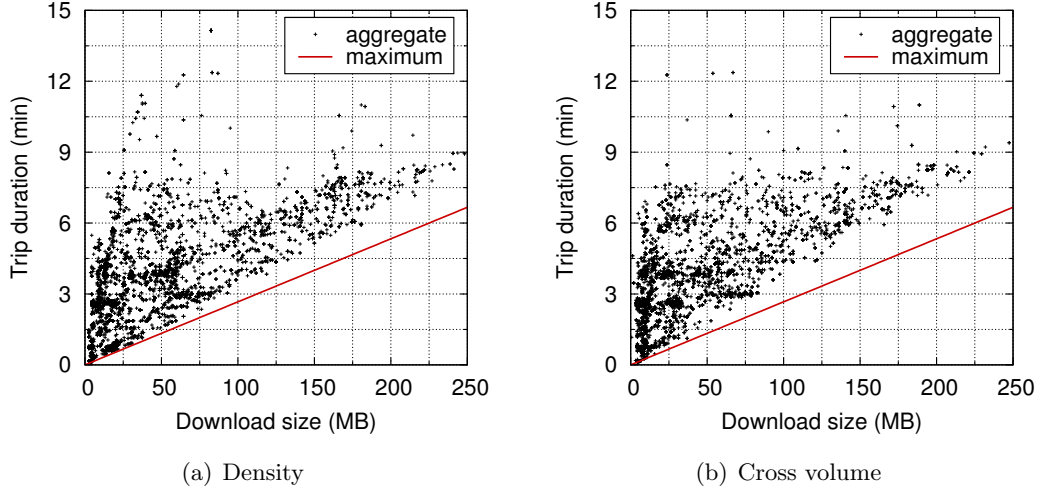 15
12
9
6
3
0
0 50 100 150 200 250
Trip duration (min)
Download size (MB)
aggregate
maximum
(a) Density
15
12
9
6
3
0
0 50 100 150 200 250
Trip duration (min)
Download size (MB)
aggregate
maximum
(b) Cross volume